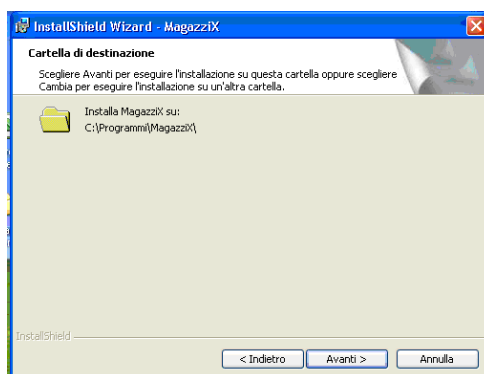 InstallShield Wizard - MagazziX
Cartella di destinazione
Scegliere Avanti per eseguire l'installazione su questa cartella oppure scegliere
Cambia per eseguire l'installazione su un'altra cartella.
Installa MagazziX su:
C:\Programmi\MagazziX\
InstallShield
< Indietro
Avanti >
Annulla